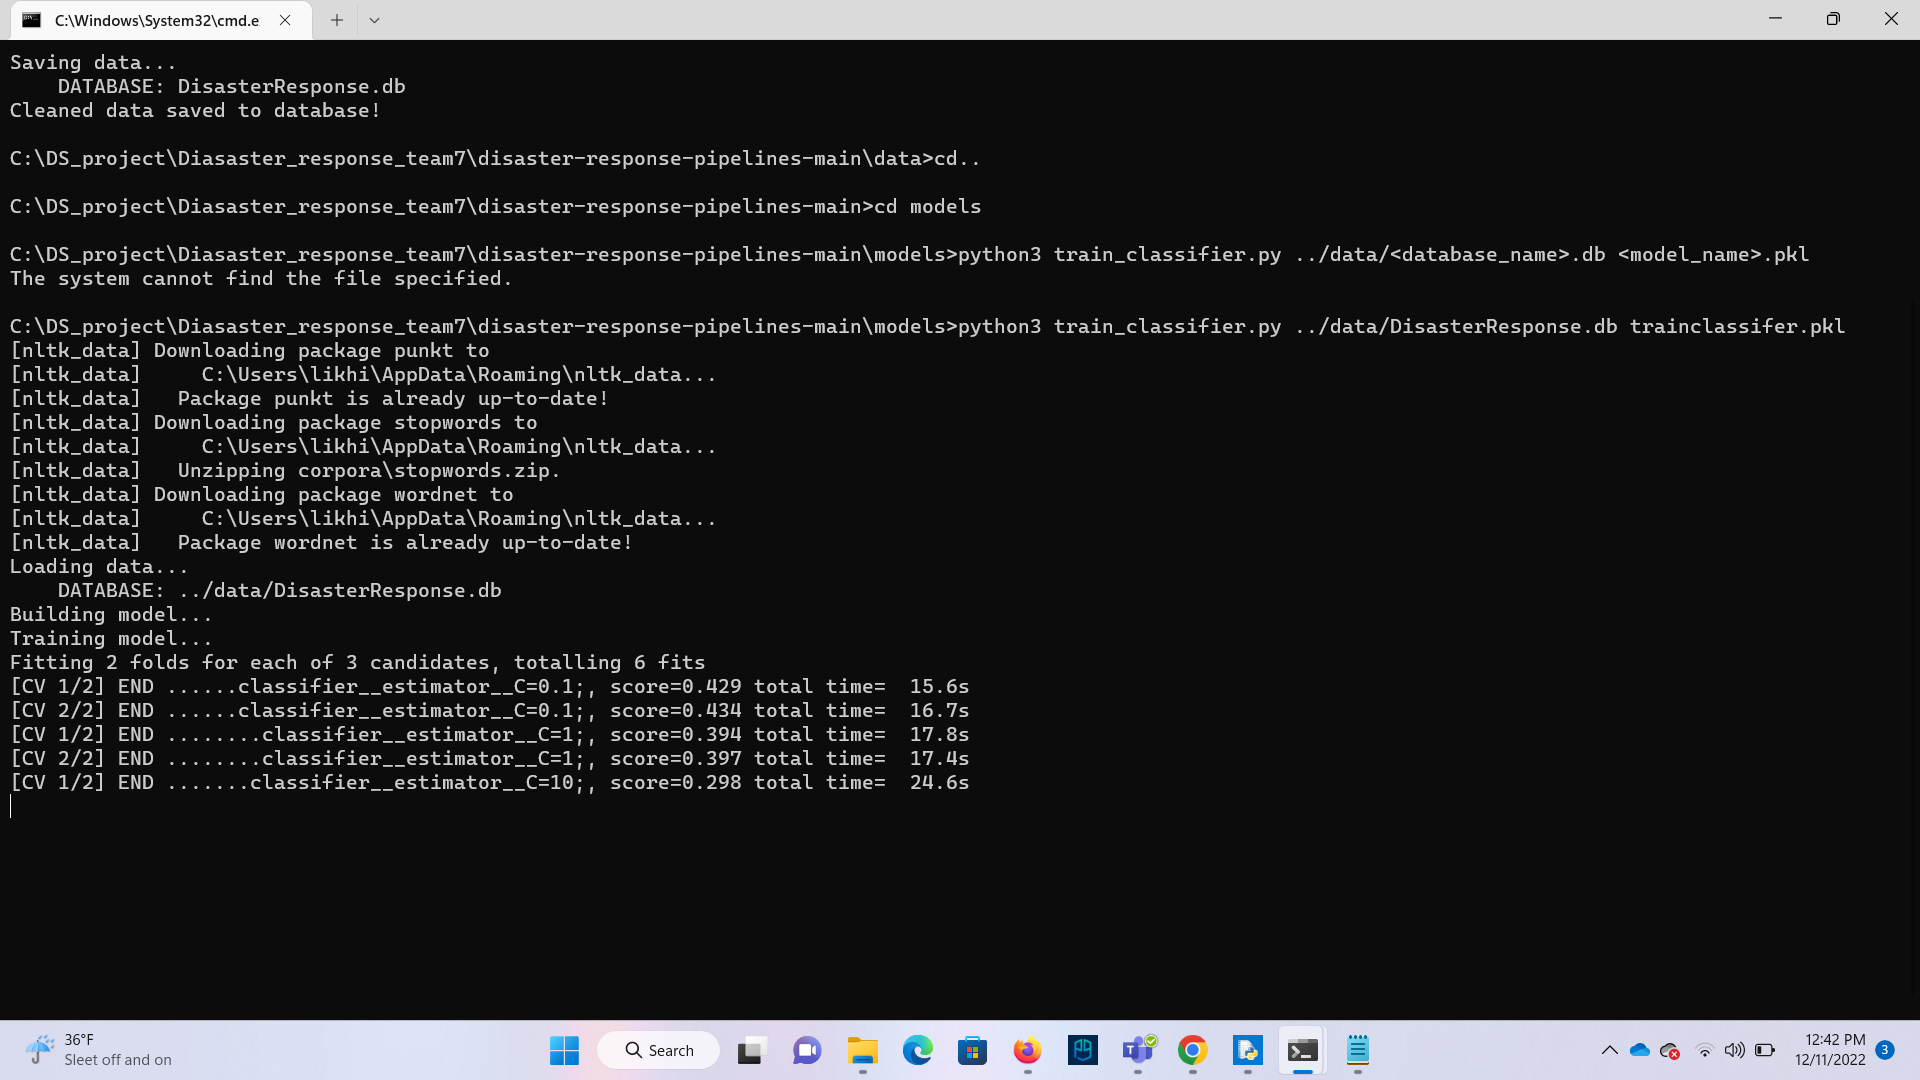 C:\Windows\System32\cmd.e
Saving data...
    DATABASE: DisasterResponse.db
Cleaned data saved to database!
C:\DS_project\Diasaster_response_team7\disaster-response-pipelines-main\data>cd..
C:\DS_project\Diasaster_response_team7\disaster-response-pipelines-main>cd models
C:\DS_project\Diasaster_response_team7\disaster-response-pipelines-main\models>python3 train_classifier.py ../data/<database_name>.db <model_name>.pkl
The system cannot find the file specified.
C:\DS_project\Diasaster_response_team7\disaster-response-pipelines-main\models>python3 train_classifier.py ../data/DisasterResponse.db trainclassifer.pkl
[nltk_data] Downloading package punkt to
[nltk_data]     C:\Users\likhi\AppData\Roaming\nltk_data...
[nltk_data]   Package punkt is already up-to-date!
[nltk_data] Downloading package stopwords to
[nltk_data]     C:\Users\likhi\AppData\Roaming\nltk_data...
[nltk_data]   Unzipping corpora\stopwords.zip.
[nltk_data] Downloading package wordnet to
[nltk_data]     C:\Users\likhi\AppData\Roaming\nltk_data...
[nltk_data]   Package wordnet is already up-to-date!
Loading data...
    DATABASE: ../data/DisasterResponse.db
Building model...
Training model...
Fitting 2 folds for each of 3 candidates, totalling 6 fits
[CV 1/2] END ......classifier__estimator__C=0.1;, score=0.429 total time=  15.6s
[CV 2/2] END ......classifier__estimator__C=0.1;, score=0.434 total time=  16.7s
[CV 1/2] END ........classifier__estimator__C=1;, score=0.394 total time=  17.8s
[CV 2/2] END ........classifier__estimator__C=1;, score=0.397 total time=  17.4s
[CV 1/2] END .......classifier__estimator__C=10;, score=0.298 total time=  24.6s
36°F
Sleet off and on
Search
12:42 PM
12/11/2022
3